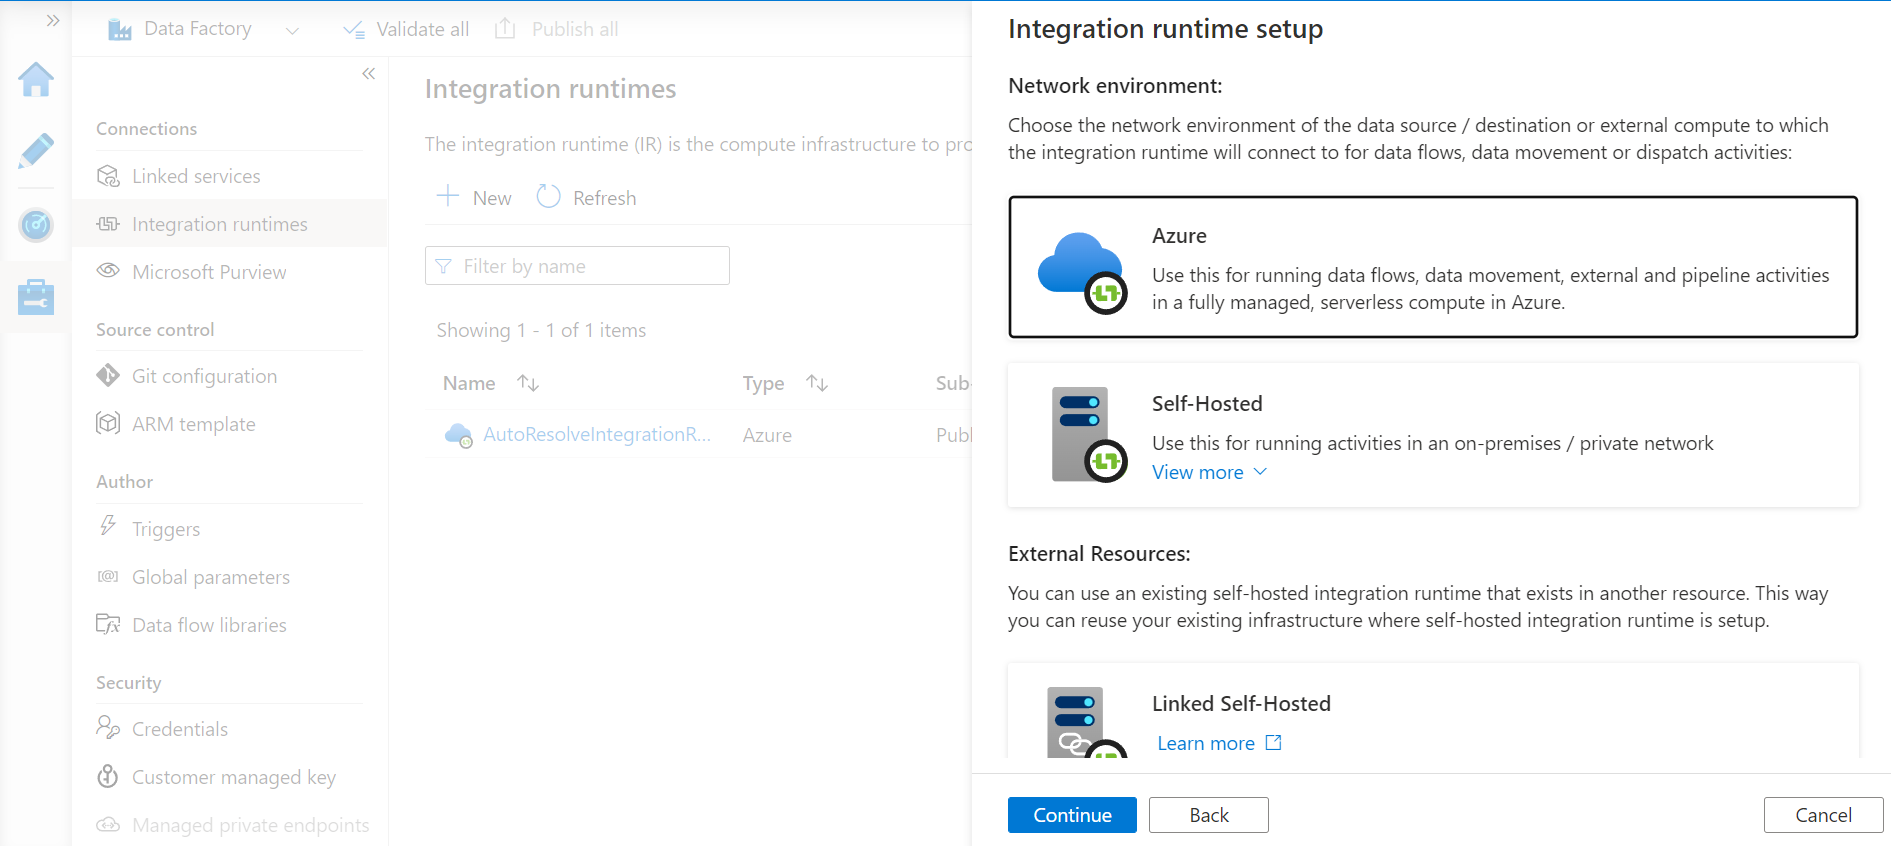 Data Factory
Validate all
Publish all
Connections
Linked services
Integration runtimes
Microsoft Purview
Source control
Git configuration
ARM template
Author
Triggers
Global parameters
Data flow libraries
Security
Credentials
Customer managed key
Managed private endpoints
Integration runtimes
The integration runtime (IR) is the compute infrastructure to pro
New
Refresh
Filter by name
Showing 1 - 1 of 1 items
Name Type Sub-
AutoResolveIntegrationR... Azure Publ
Integration runtime setup
Network environment:
Choose the network environment of the data source / destination or external compute to which
the integration runtime will connect to for data flows, data movement or dispatch activities:
Azure
Use this for running data flows, data movement, external and pipeline activities
in a fully managed, serverless compute in Azure.
Self-Hosted
Use this for running activities in an on-premises / private network
View more
External Resources:
You can use an existing self-hosted integration runtime that exists in another resource. This way
you can reuse your existing infrastructure where self-hosted integration runtime is setup.
Linked Self-Hosted
Learn more
Continue
Back
Cancel